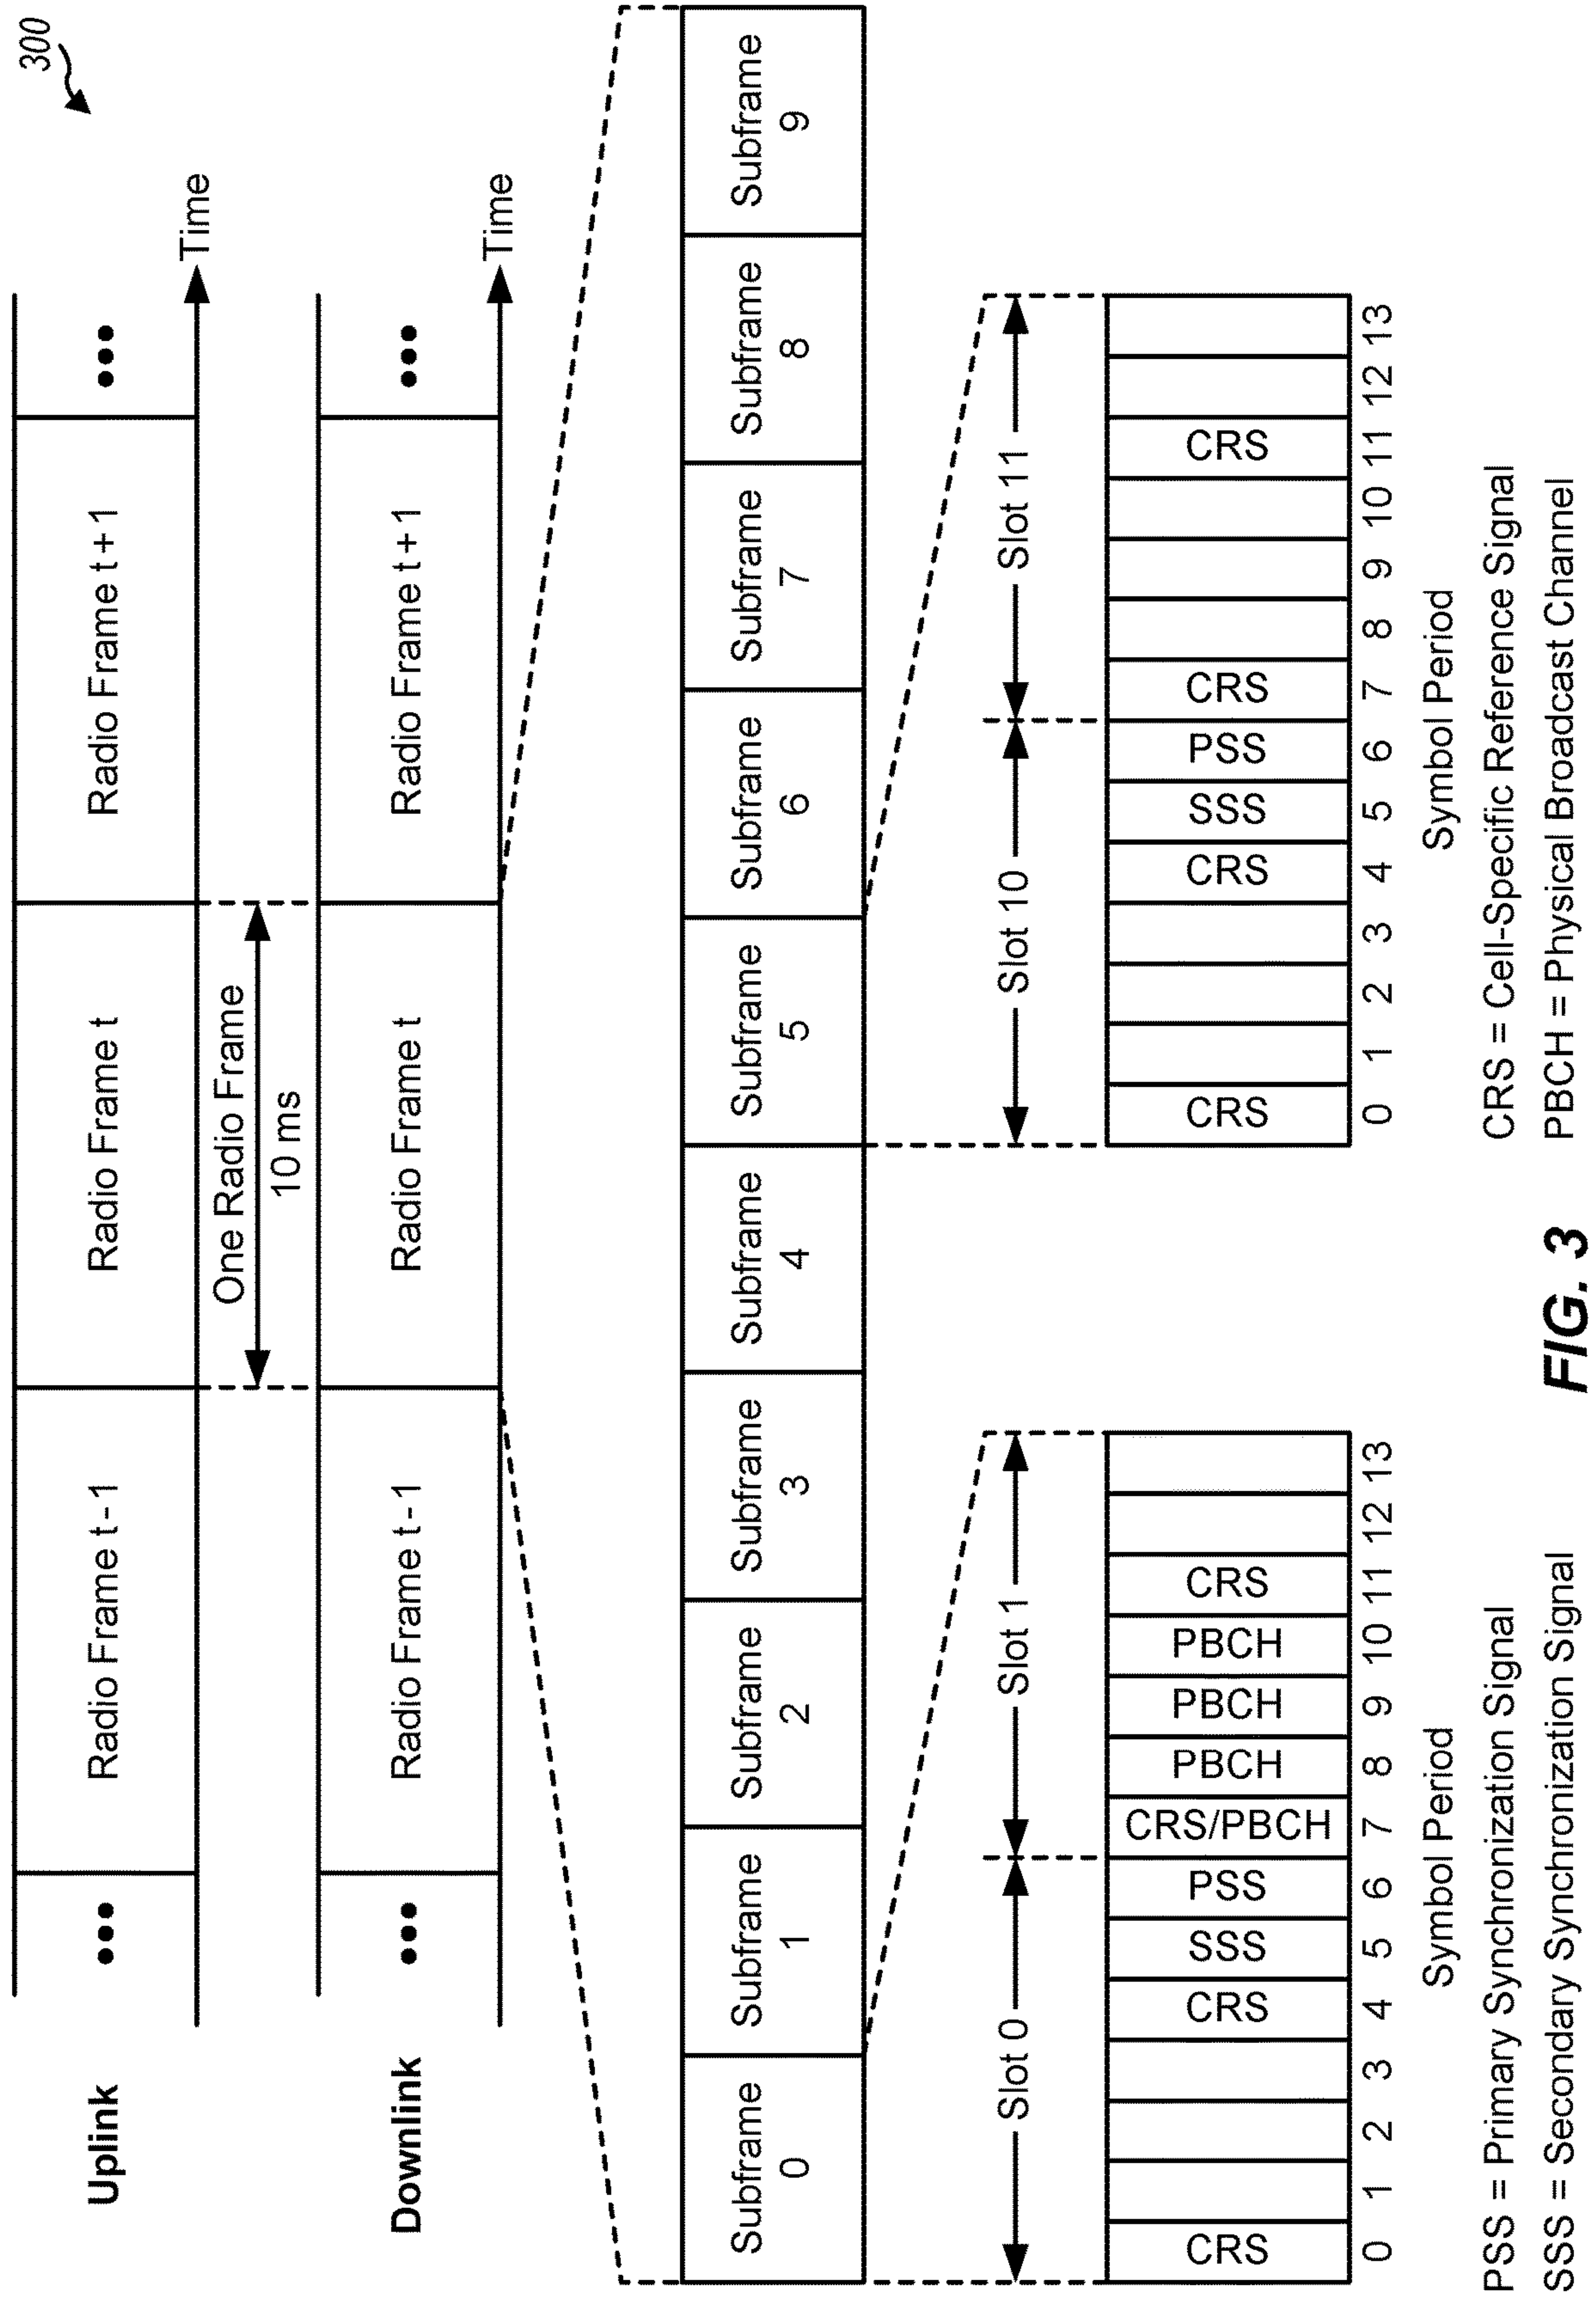 300
Uplink
••• Radio Frame t-1 Radio Frame t Radio Frame t+1 •••
Time
One Radio Frame
10 ms
Downlink
••• Radio Frame t-1 Radio Frame t Radio Frame t+1 •••
Time
Subframe Subframe Subframe Subframe Subframe Subframe Subframe Subframe Subframe Subframe
0 1 2 3 4 5 6 7 8 9
Slot 0 Slot 1
CRS CRS SSS PSS CRS/PBCH PBCH PBCH PBCH CRS
0 1 2 3 4 5 6 7 8 9 10 11 12 13
Symbol Period
Slot 10 Slot 11
CRS CRS SSS PSS CRS CRS
0 1 2 3 4 5 6 7 8 9 10 11 12 13
Symbol Period
PSS = Primary Synchronization Signal
SSS = Secondary Synchronization Signal
CRS = Cell-Specific Reference Signal
PBCH = Physical Broadcast Channel
FIG. 3